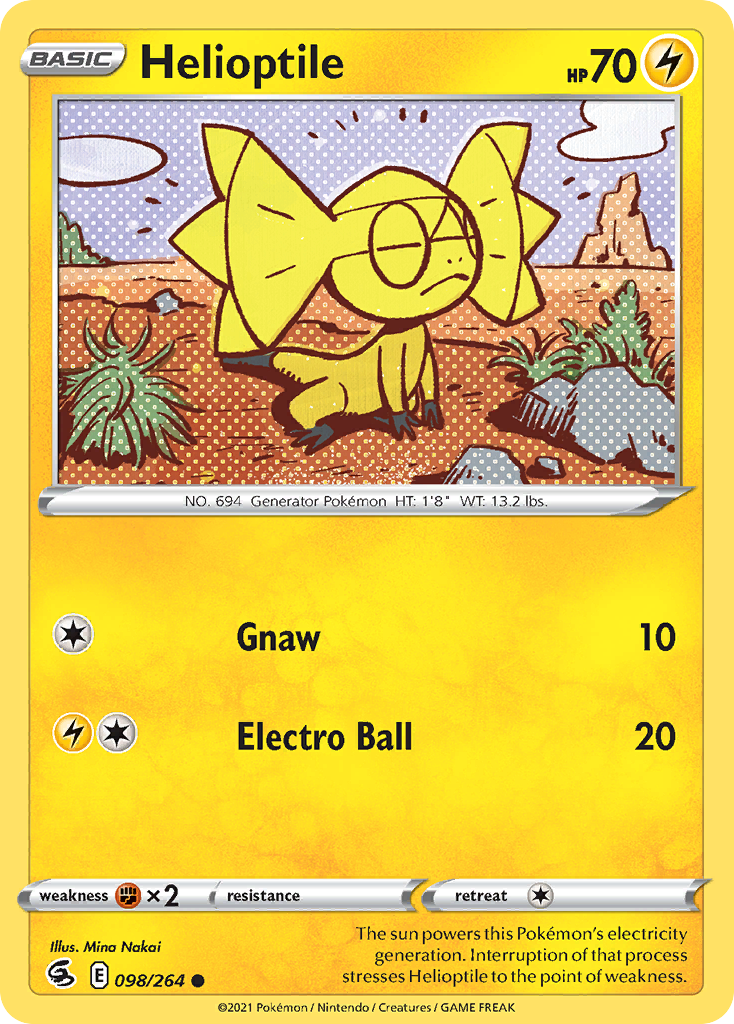 BASIC Helioptile HP 70
NO. 694 Generator Pokémon HT: 1'8" WT: 13.2 lbs.
Gnaw 10
Electro Ball 20
weakness ×2 resistance retreat
Illus. Mina Nakai
The sun powers this Pokémon's electricity
generation. Interruption of that process
stresses Helioptile to the point of weakness.
E 098/264
©2021 Pokémon / Nintendo / Creatures / GAME FREAK